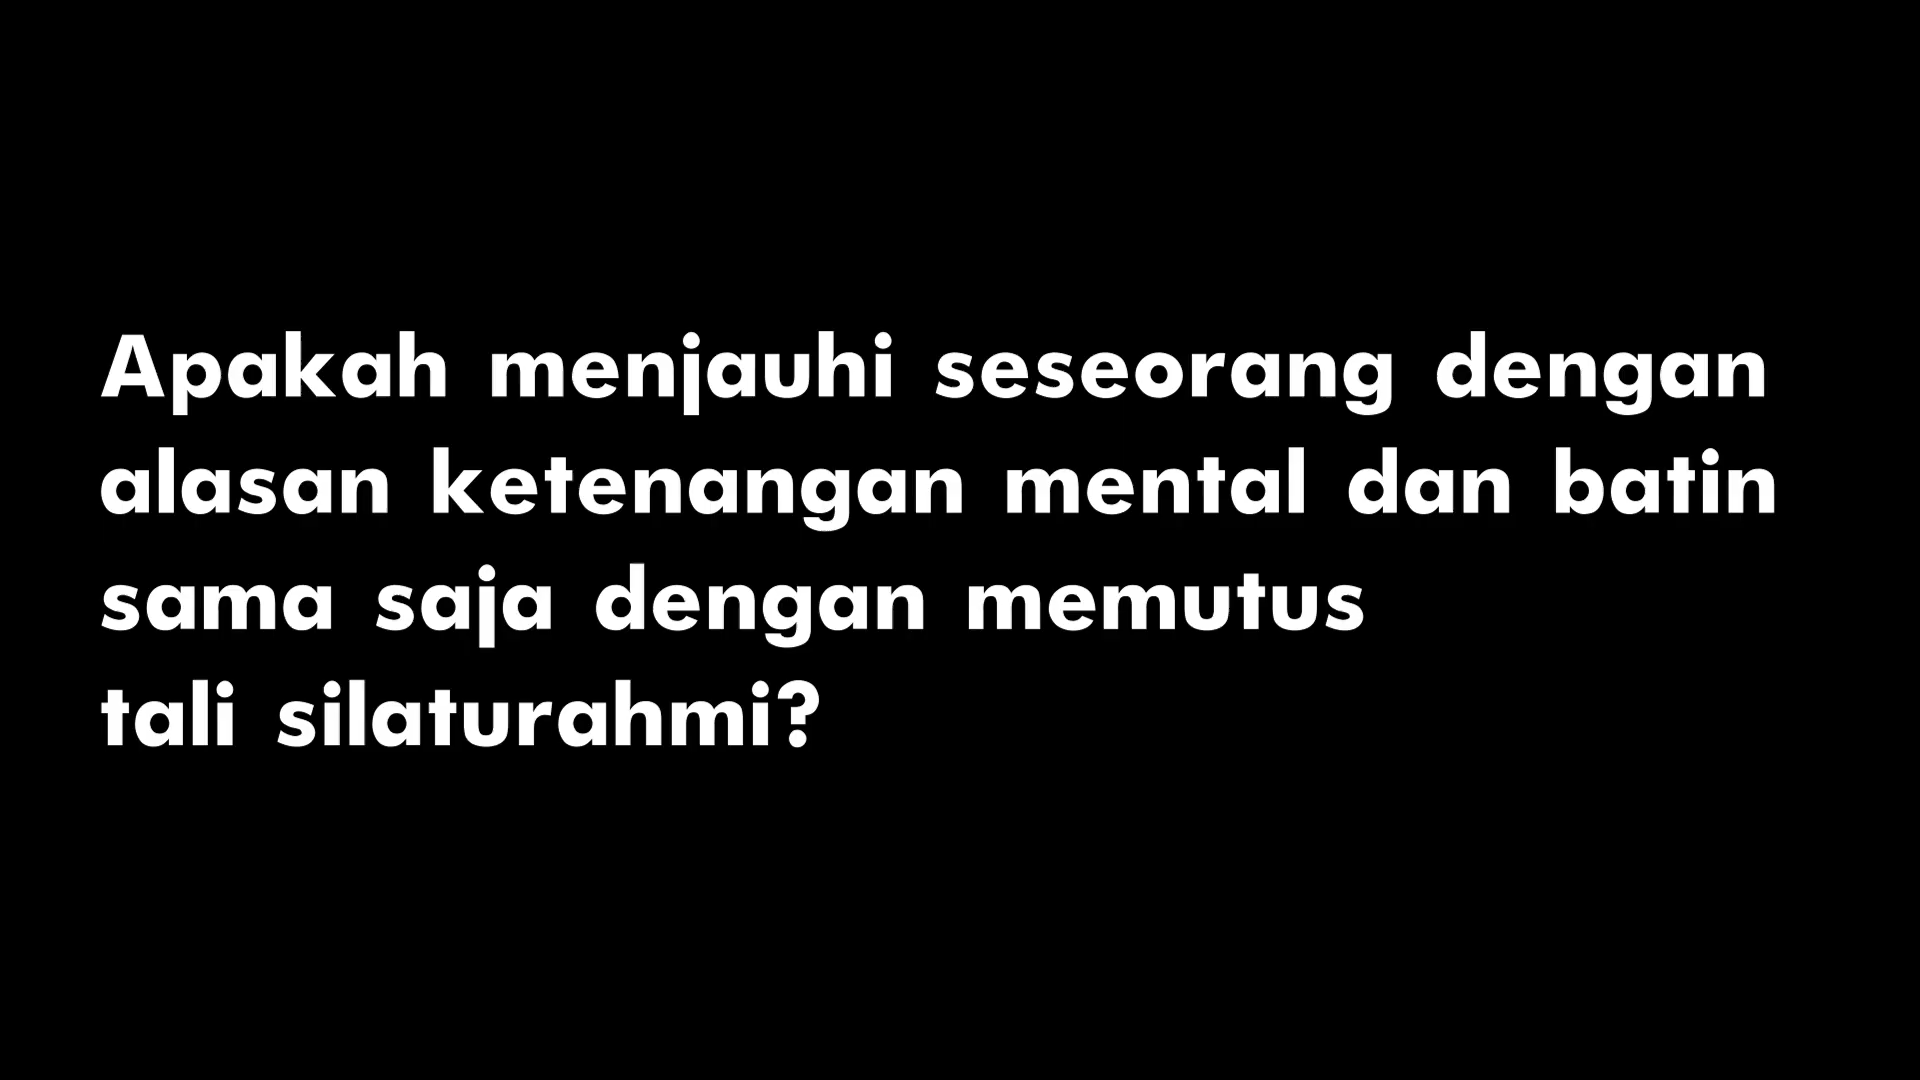 Apakah menjauhi seseorang dengan
alasan ketenangan mental dan batin
sama saja dengan memutus
tali silaturahmi?